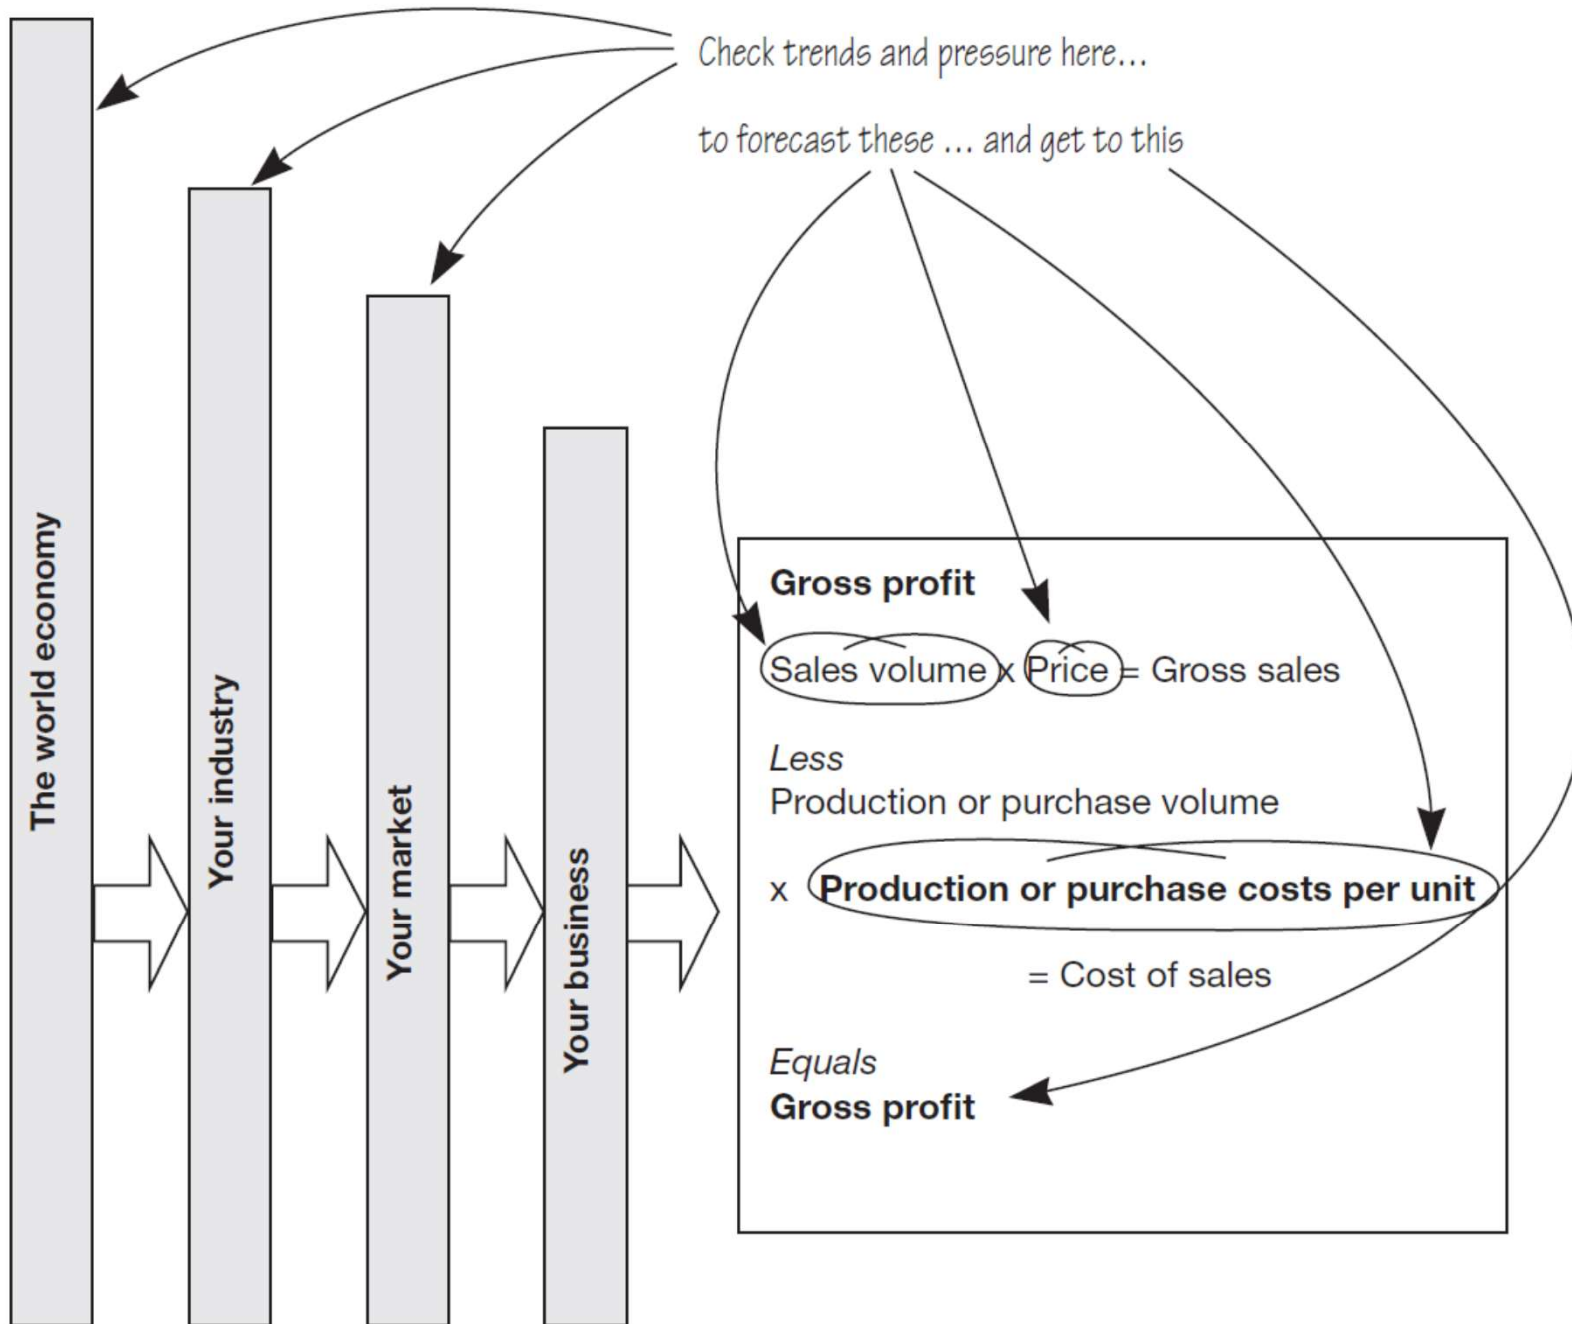 Check trends and pressure here...
to forecast these ... and get to this
The world economy
Your industry
Your market
Your business
Gross profit
Sales volume x Price = Gross sales
Less
Production or purchase volume
x Production or purchase costs per unit
= Cost of sales
Equals
Gross profit